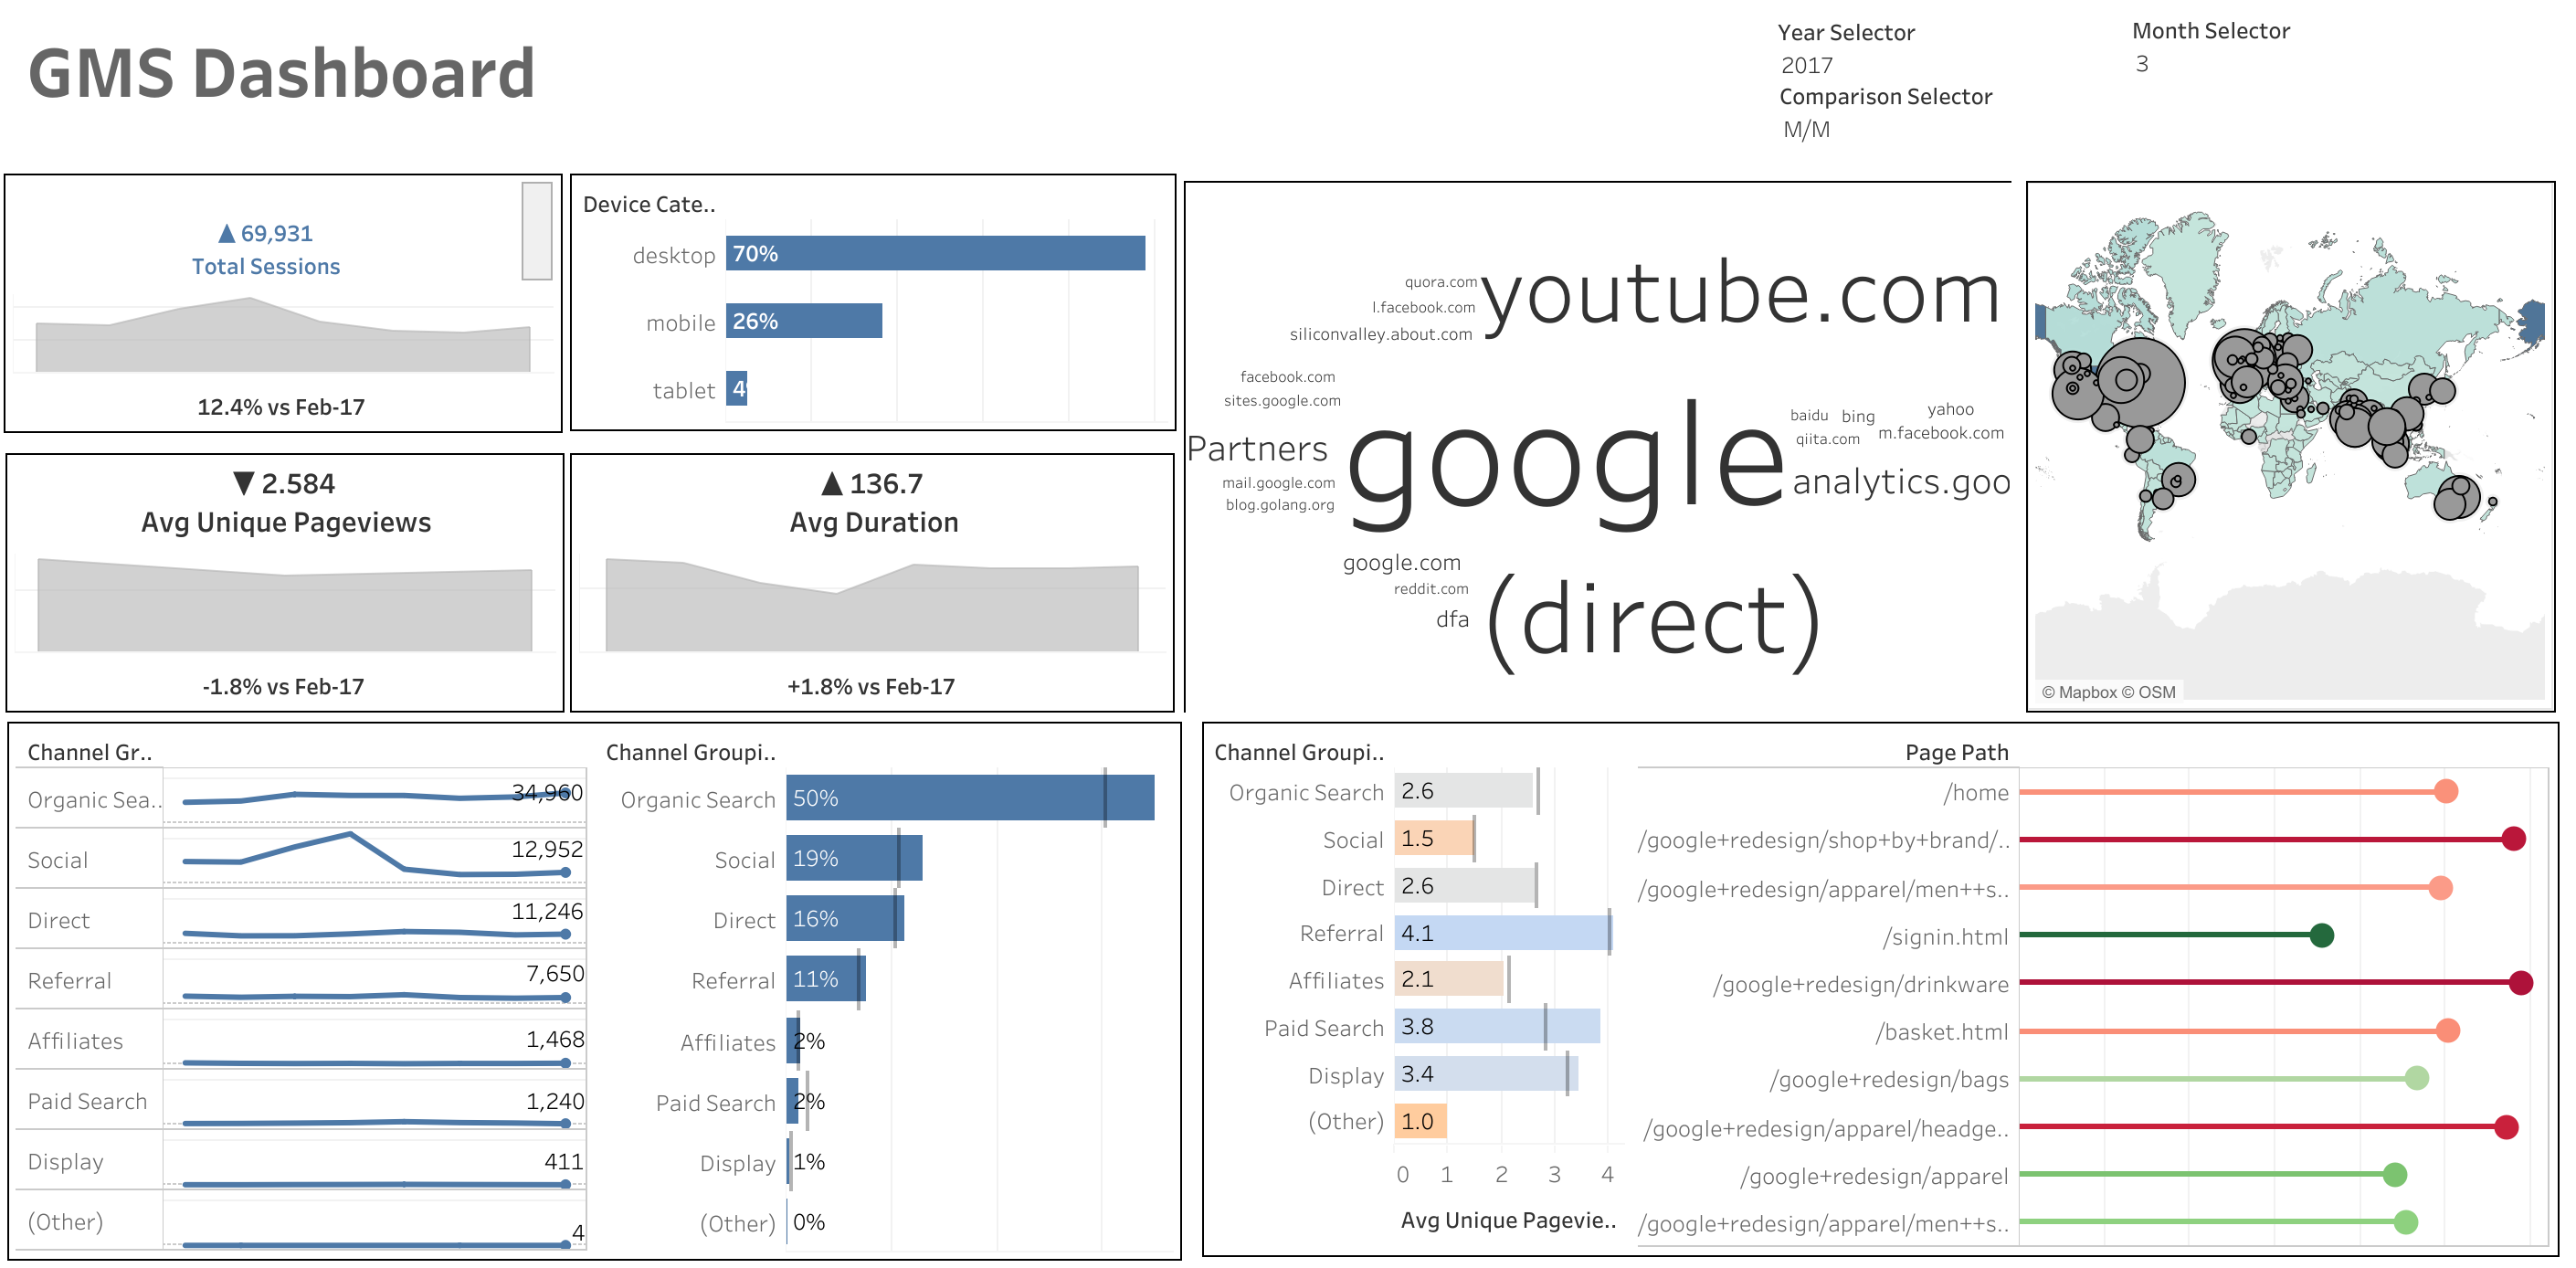 GMS Dashboard
Year Selector
2017
Comparison Selector
M/M
Month Selector
3
▲ 69,931
Total Sessions
12.4% vs Feb-17
Device Cate..
desktop 70%
mobile 26%
tablet
▼ 2.584
Avg Unique Pageviews
-1.8% vs Feb-17
▲ 136.7
Avg Duration
+1.8% vs Feb-17
quora.com
l.facebook.com
siliconvalley.about.com
youtube.com
facebook.com
sites.google.com
Partners
mail.google.com
blog.golang.org
google
baidu bing yahoo
qiita.com m.facebook.com
analytics.goo
google.com
reddit.com
dfa
(direct)
© Mapbox © OSM
Channel Gr..
Organic Sea.. 34,960
Social 12,952
Direct 11,246
Referral 7,650
Affiliates 1,468
Paid Search 1,240
Display 411
(Other) 4
Channel Groupi..
Organic Search 50%
Social 19%
Direct 16%
Referral 11%
Affiliates 2%
Paid Search 2%
Display 1%
(Other) 0%
Channel Groupi..
Organic Search 2.6
Social 1.5
Direct 2.6
Referral 4.1
Affiliates 2.1
Paid Search 3.8
Display 3.4
(Other) 1.0
0 1 2 3 4
Avg Unique Pagevie..
Page Path
/home
/google+redesign/shop+by+brand/..
/google+redesign/apparel/men++s..
/signin.html
/google+redesign/drinkware
/basket.html
/google+redesign/bags
/google+redesign/apparel/headge..
/google+redesign/apparel
/google+redesign/apparel/men++s..